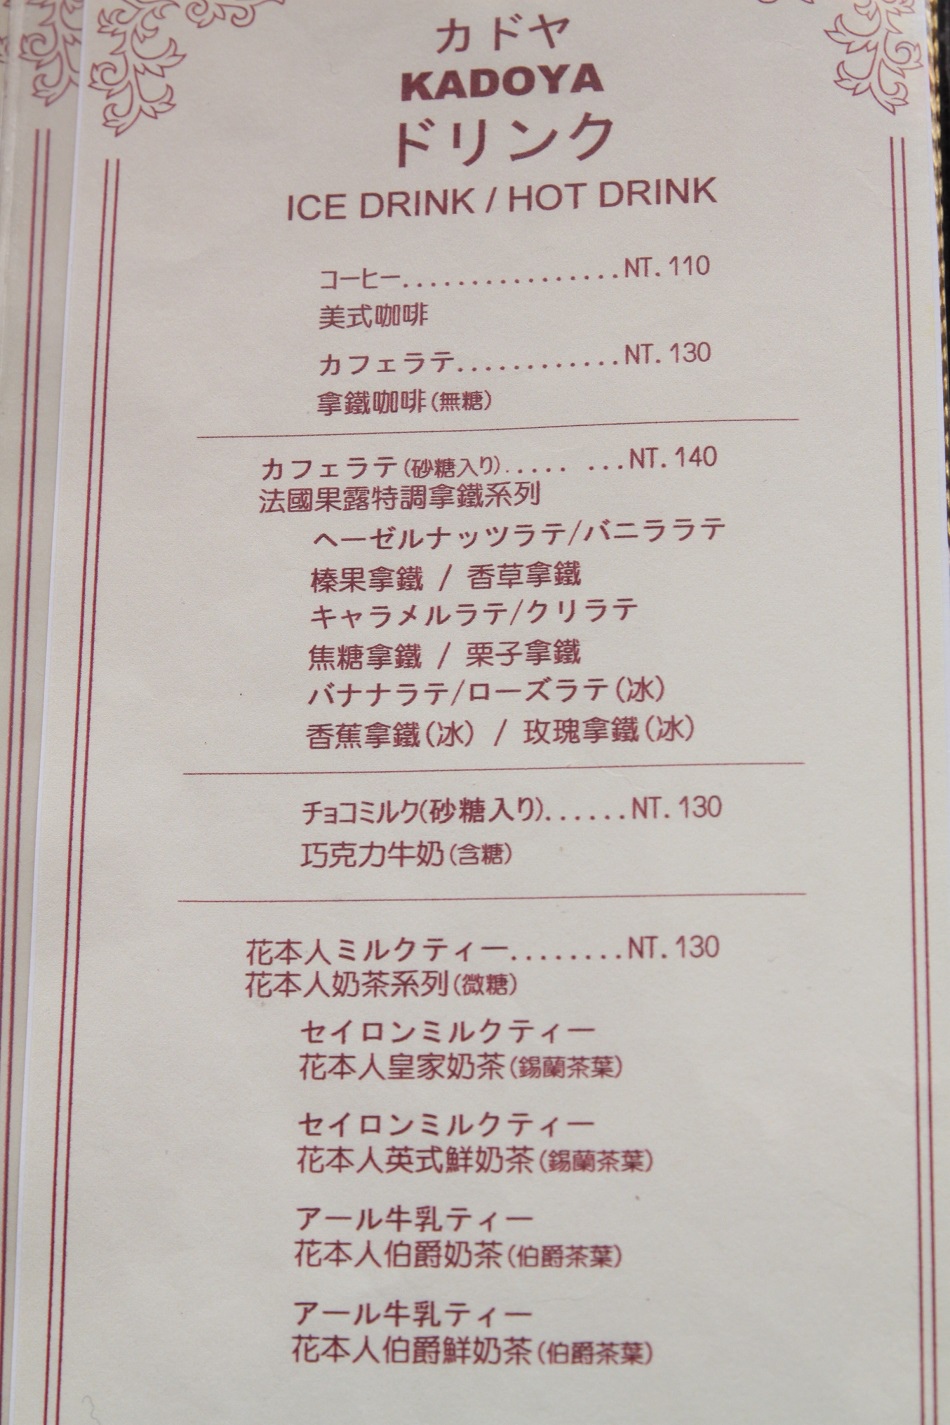 カドヤ
KADOYA
ドリンク
ICE DRINK / HOT DRINK
コーヒー................NT.110
美式咖啡
カフェラテ............NT.130
拿鐵咖啡(無糖)
カフェラテ(砂糖入り)..... ...NT.140
法國果露特調拿鐵系列
ヘーゼルナッツラテ/バニララテ
榛果拿鐵 / 香草拿鐵
キャラメルラテ/クリラテ
焦糖拿鐵 / 栗子拿鐵
バナナラテ/ローズラテ(冰)
香蕉拿鐵(冰) / 玫瑰拿鐵(冰)
チョコミルク(砂糖入り)......NT.130
巧克力牛奶(含糖)
花本人ミルクティー........NT.130
花本人奶茶系列(微糖)
セイロンミルクティー
花本人皇家奶茶(錫蘭茶葉)
セイロンミルクティー
花本人英式鮮奶茶(錫蘭茶葉)
アール牛乳ティー
花本人伯爵奶茶(伯爵茶葉)
アール牛乳ティー
花本人伯爵鮮奶茶(伯爵茶葉)